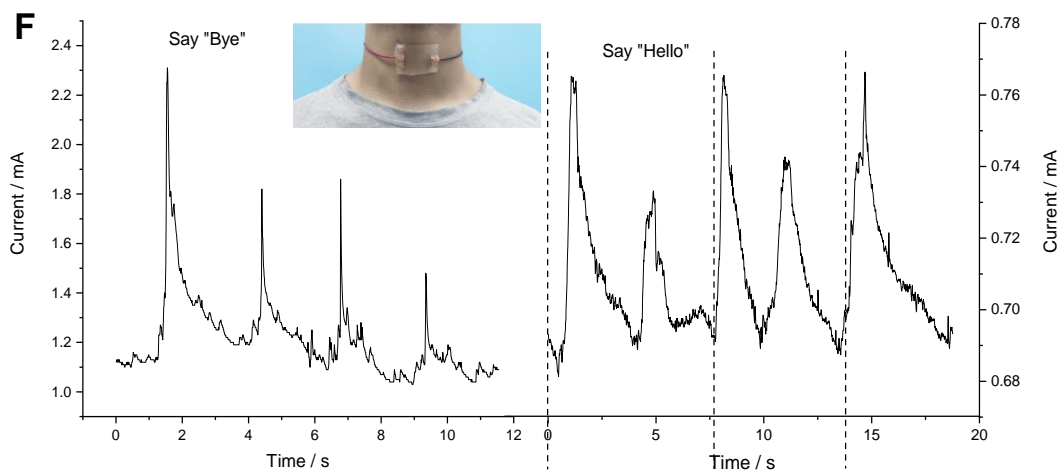 F
Say "Bye"
Say "Hello"
Current / mA
2.4
2.2
2.0
1.8
1.6
1.4
1.2
1.0
0.78
0.76
0.74
0.72
0.70
0.68
Current / mA
0 2 4 6 8 10 12
0 5 10 15 20
Time / s
Time / s